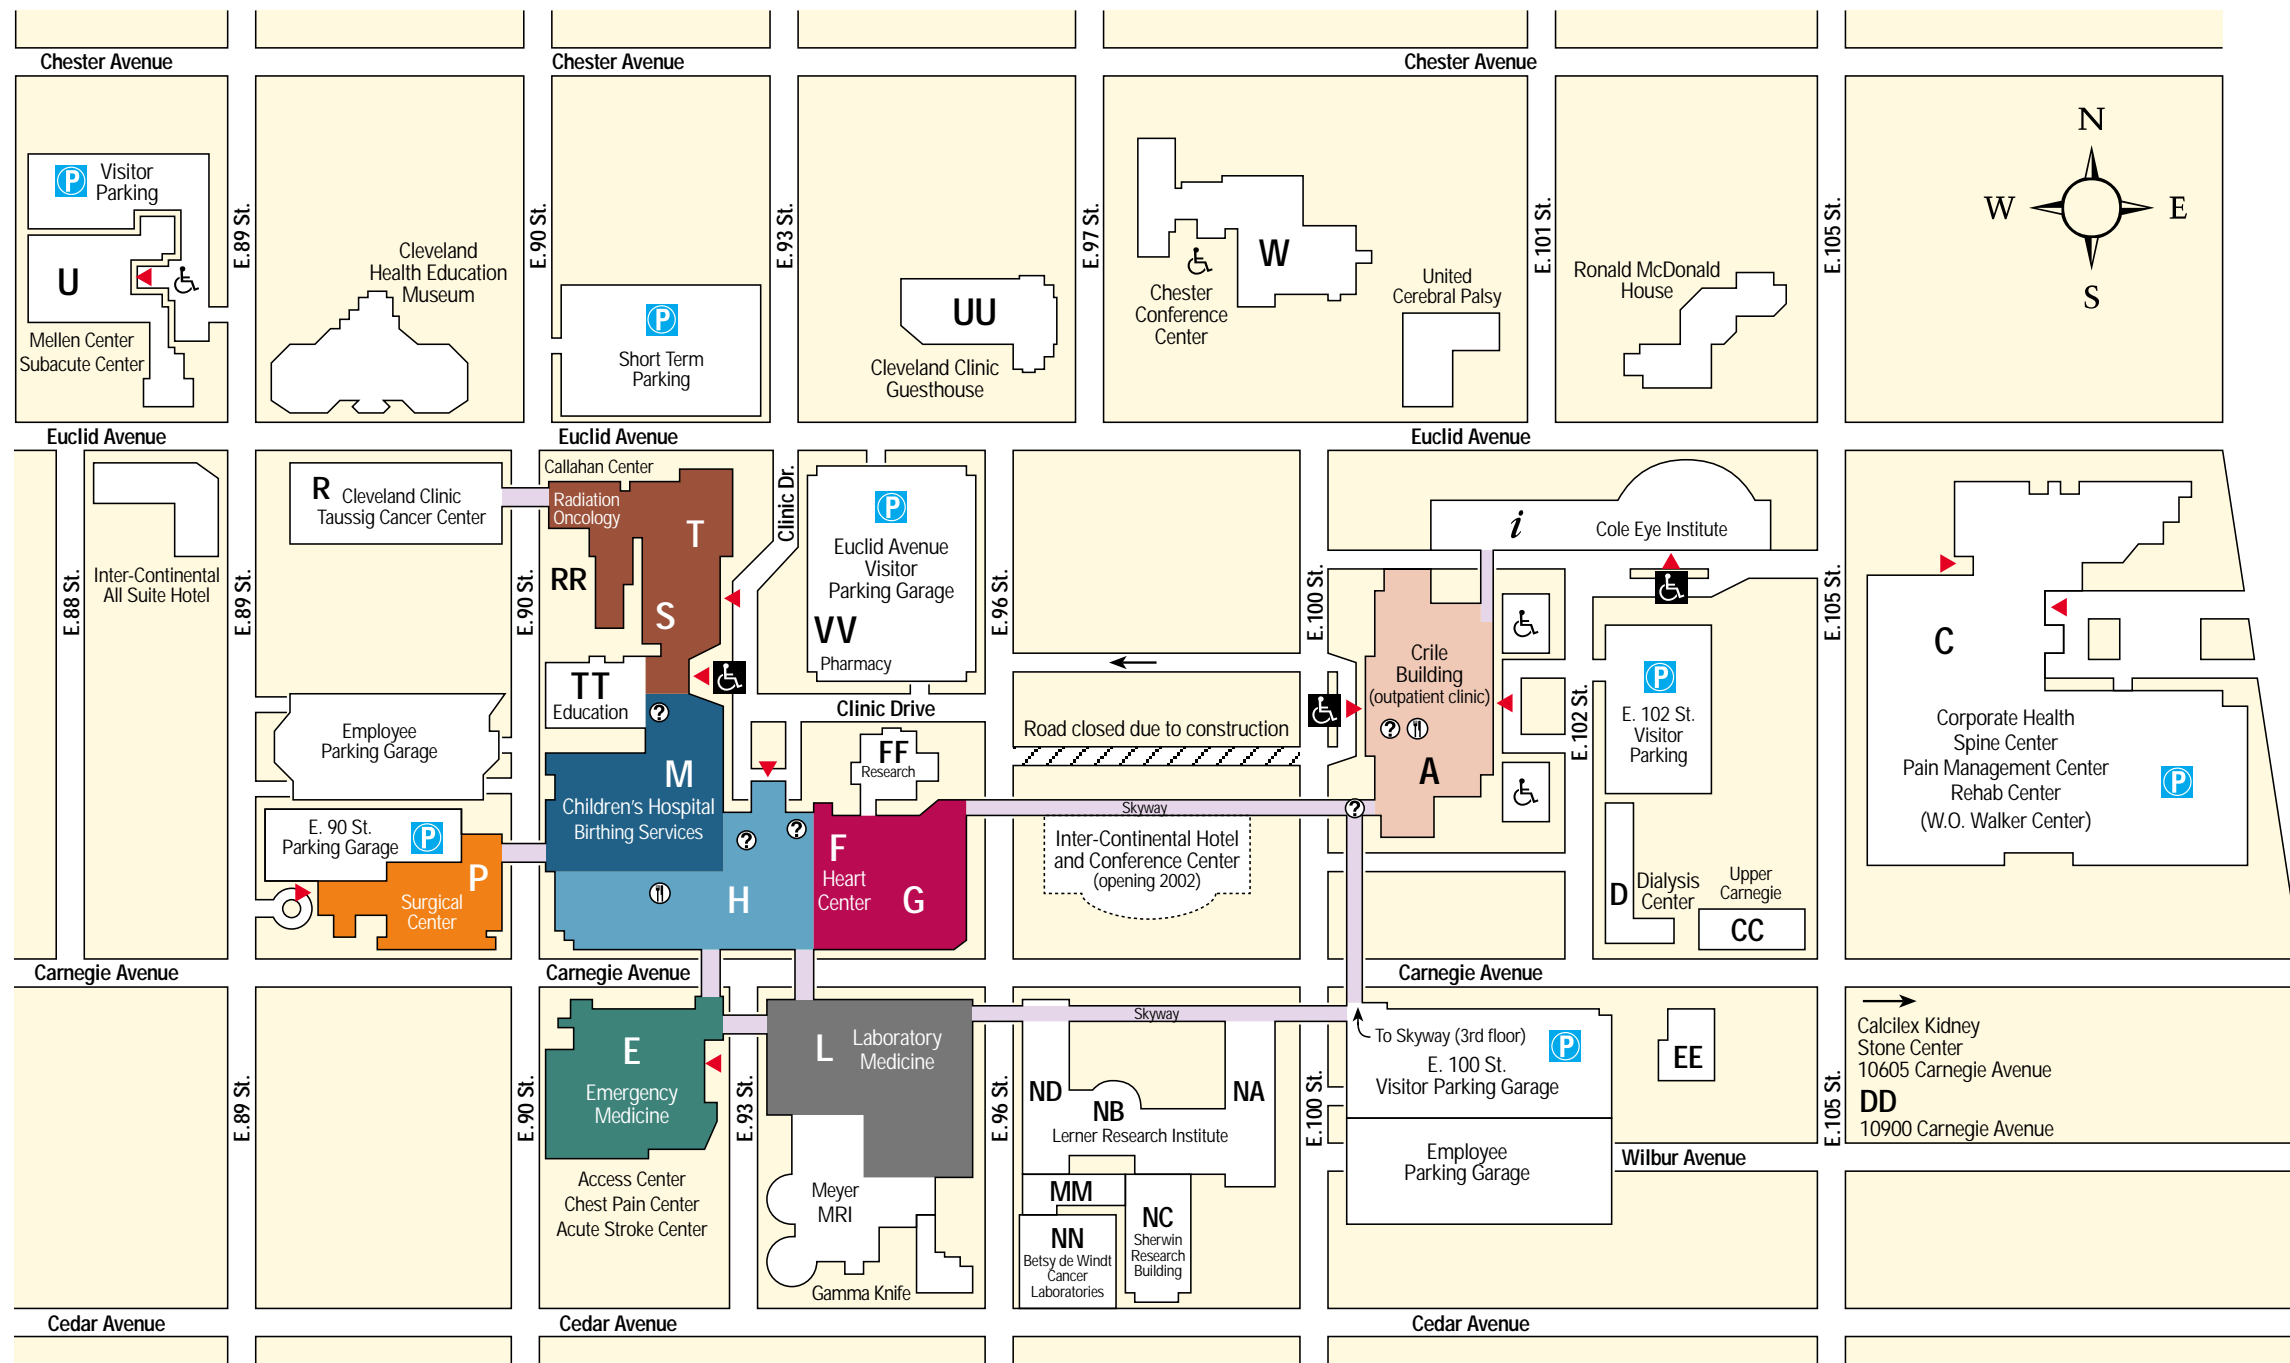 Chester Avenue
Chester Avenue
Chester Avenue
P
Visitor
Parking
E.89 St.
U
Mellen Center
Subacute Center
Cleveland
Health Education
Museum
E.90 St.
P
Short Term
Parking
E.93 St.
UU
Cleveland Clinic
Guesthouse
E.97 St.
W
Chester
Conference
Center
United
Cerebral Palsy
E.101 St.
Ronald McDonald
House
E.105 St.
N
W
E
S
Euclid Avenue
Euclid Avenue
Euclid Avenue
E.88 St.
Inter-Continental
All Suite Hotel
E.89 St.
R
Cleveland Clinic
Taussig Cancer Center
E.90 St.
Callahan Center
Radiation
Oncology
T
RR
S
TT
Education
?
Clinic Dr.
P
Euclid Avenue
Visitor
Parking Garage
VV
Pharmacy
E.96 St.
Clinic Drive
Employee
Parking Garage
E. 90 St.
Parking Garage
P
P
Surgical
Center
M
Children's Hospital
Birthing Services
?
?
H
FF
Research
F
Heart
Center
G
Road closed due to construction
Skyway
Inter-Continental Hotel
and Conference Center
(opening 2002)
E.100 St.
?
i
Cole Eye Institute
Crile
Building
(outpatient clinic)
?
A
E.102 St.
P
E. 102 St.
Visitor
Parking
D
Dialysis
Center
Upper
Carnegie
CC
E.105 St.
C
Corporate Health
Spine Center
Pain Management Center
Rehab Center
(W.O. Walker Center)
P
Carnegie Avenue
Carnegie Avenue
Carnegie Avenue
E.89 St.
E.90 St.
E
Emergency
Medicine
Access Center
Chest Pain Center
Acute Stroke Center
E.93 St.
L
Laboratory
Medicine
Meyer
MRI
Gamma Knife
E.96 St.
Skyway
ND
NB
NA
Lerner Research Institute
MM
NN
Betsy de Windt
Cancer
Laboratories
NC
Sherwin
Research
Building
E.100 St.
To Skyway (3rd floor)
P
E. 100 St.
Visitor Parking Garage
Employee
Parking Garage
EE
Wilbur Avenue
E.105 St.
Calcilex Kidney
Stone Center
10605 Carnegie Avenue
DD
10900 Carnegie Avenue
Cedar Avenue
Cedar Avenue
Cedar Avenue